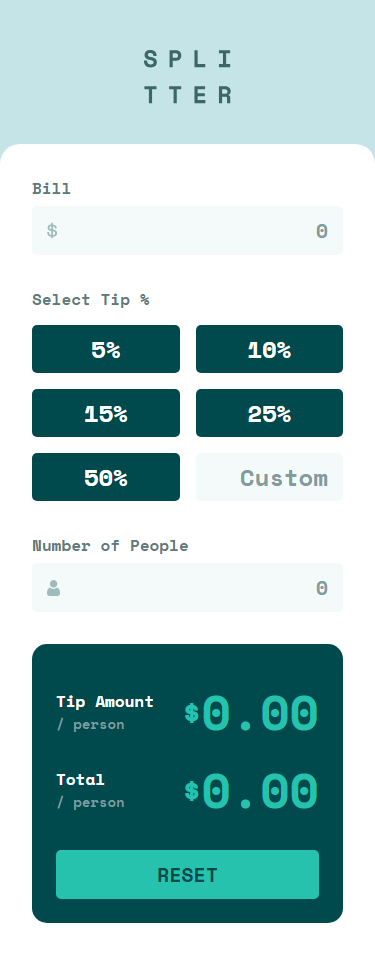 SPLI
TTER
Bill
$ 0
Select Tip %
5% 10%
15% 25%
50% Custom
Number of People
0
Tip Amount
/ person
$0.00
Total
/ person
$0.00
RESET